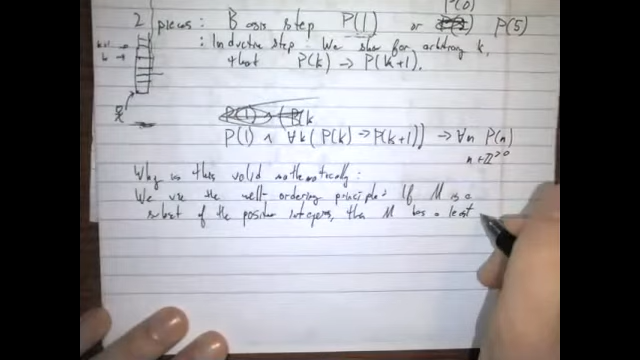 P(0)
2 pieces: Basis step P(1) or P(5)
: Inductive step: We show for arbitrary k,
k+1 that P(k) → P(k+1).
k
P(1) ∧ (P(k
P(1) ∧ ∀k(P(k) → P(k+1)) → ∀n P(n)
n ∈ ℤ>0
Why is this valid mathematically:
We use the well-ordering principle: If M is a
subset of the positive integers, then M has a least